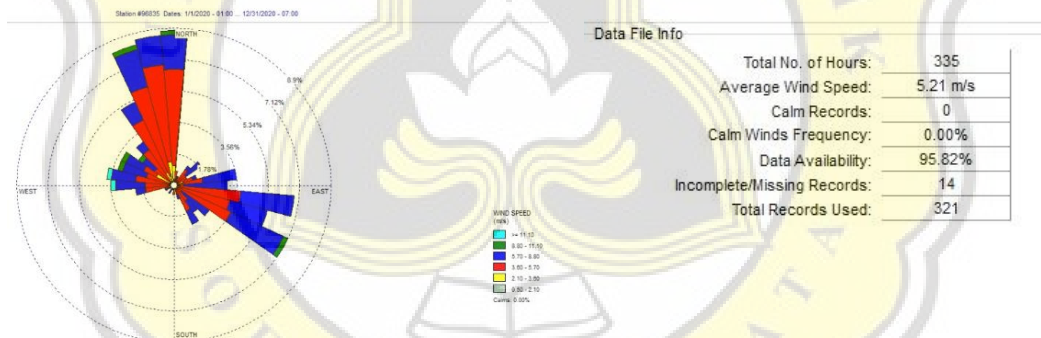 Station #96835 Dates: 1/1/2020 - 01:00 ... 12/31/2020 - 07:00
NORTH
8.9%
7.12%
5.34%
3.56%
1.78%
WEST
EAST
SOUTH
WIND SPEED
(m/s)
>= 11.10
8.80 - 11.10
5.70 - 8.80
3.60 - 5.70
2.10 - 3.60
0.50 - 2.10
Calms: 0.00%
Data File Info
Total No. of Hours: 335
Average Wind Speed: 5.21 m/s
Calm Records: 0
Calm Winds Frequency: 0.00%
Data Availability: 95.82%
Incomplete/Missing Records: 14
Total Records Used: 321